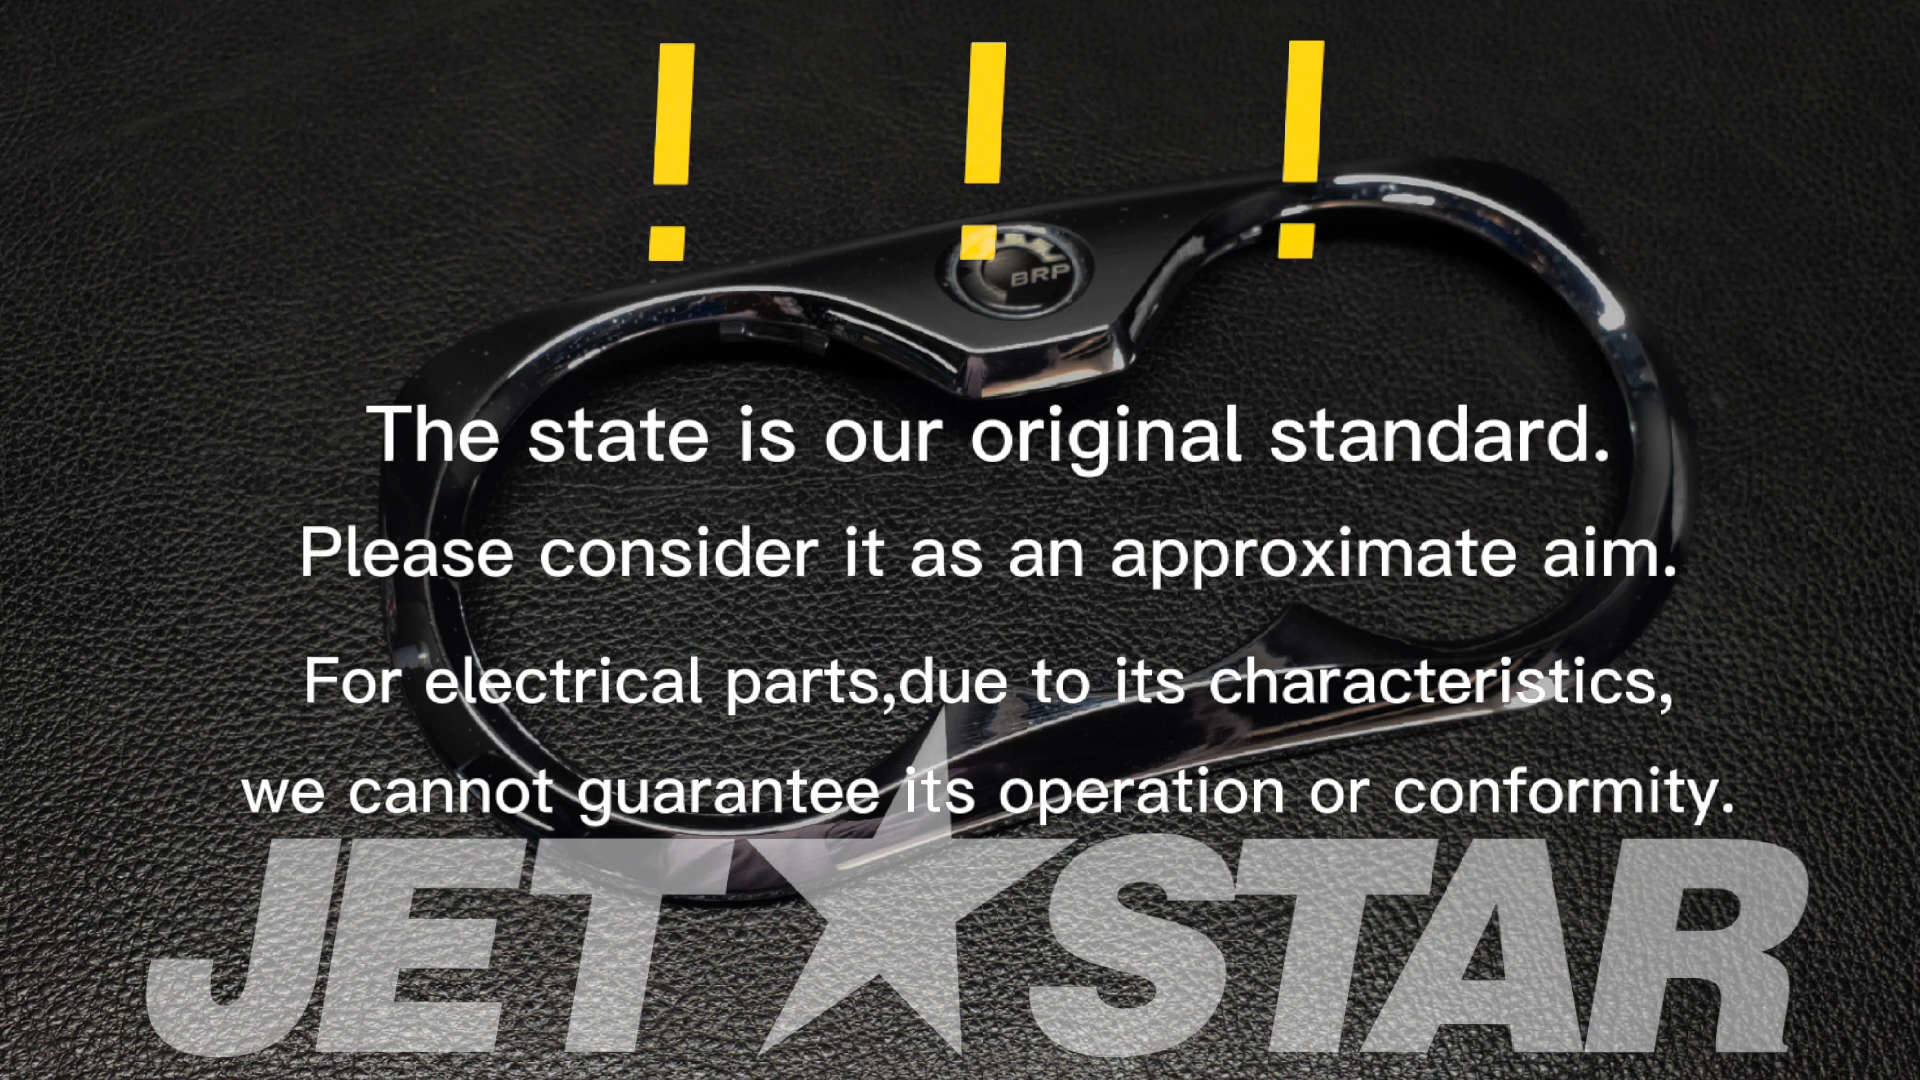 ! ! !
BRP
The state is our original standard.
Please consider it as an approximate aim.
For electrical parts,due to its characteristics,
we cannot guarantee its operation or conformity.
JET★STAR